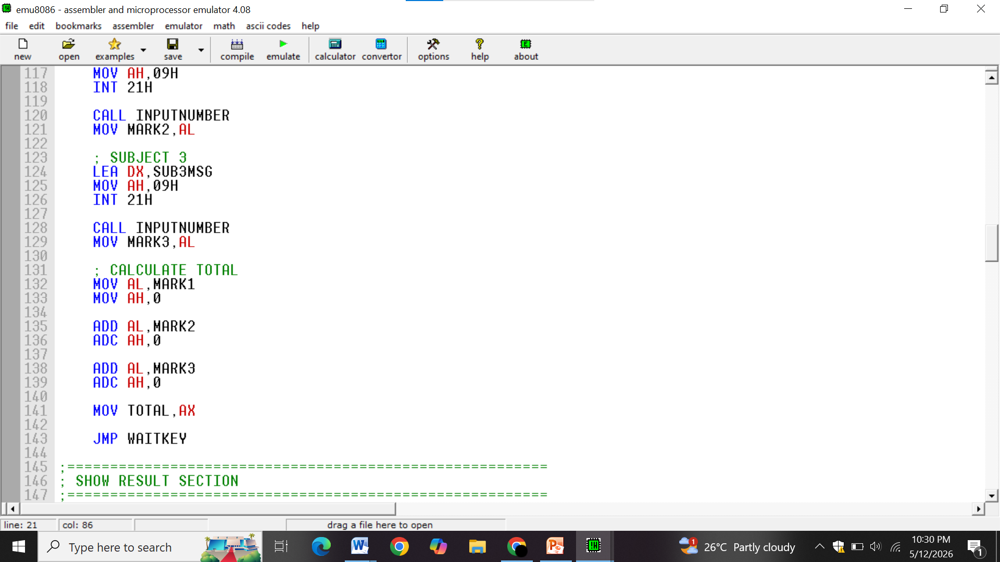 emu8086 - assembler and microprocessor emulator 4.08
file edit bookmarks assembler emulator math ascii codes help
new open examples save compile emulate calculator convertor options help about
117 MOV AH,09H
118 INT 21H
119
120 CALL INPUTNUMBER
121 MOV MARK2,AL
122
123 ; SUBJECT 3
124 LEA DX,SUB3MSG
125 MOV AH,09H
126 INT 21H
127
128 CALL INPUTNUMBER
129 MOV MARK3,AL
130
131 ; CALCULATE TOTAL
132 MOV AL,MARK1
133 MOV AH,0
134
135 ADD AL,MARK2
136 ADC AH,0
137
138 ADD AL,MARK3
139 ADC AH,0
140
141 MOV TOTAL,AX
142
143 JMP WAITKEY
144
145 ;========================================================
146 ; SHOW RESULT SECTION
147 ;========================================================
line: 21 col: 86 drag a file here to open
Type here to search
1 26°C Partly cloudy
10:30 PM
5/12/2026
1